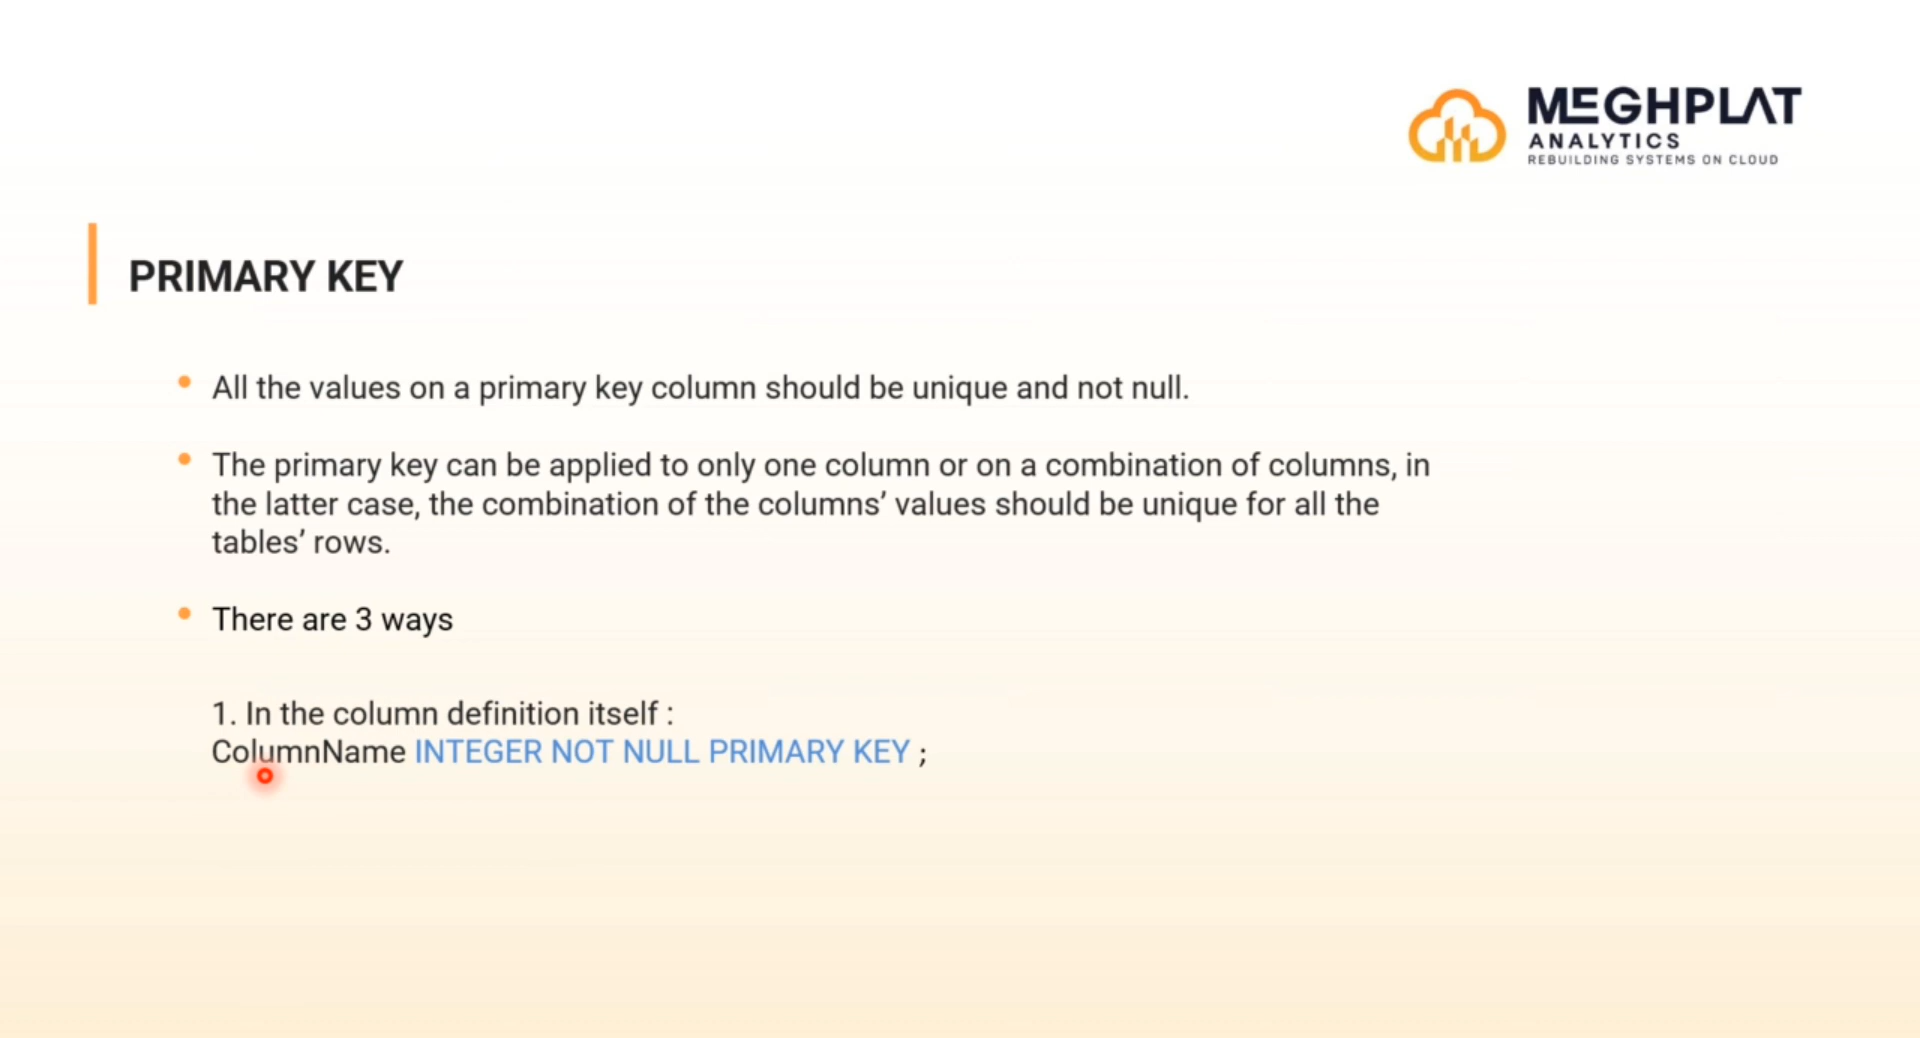 MEGHPLAT
ANALYTICS
REBUILDING SYSTEMS ON CLOUD
PRIMARY KEY
• All the values on a primary key column should be unique and not null.
• The primary key can be applied to only one column or on a combination of columns, in
the latter case, the combination of the columns’ values should be unique for all the
tables’ rows.
• There are 3 ways
1. In the column definition itself :
ColumnName INTEGER NOT NULL PRIMARY KEY ;